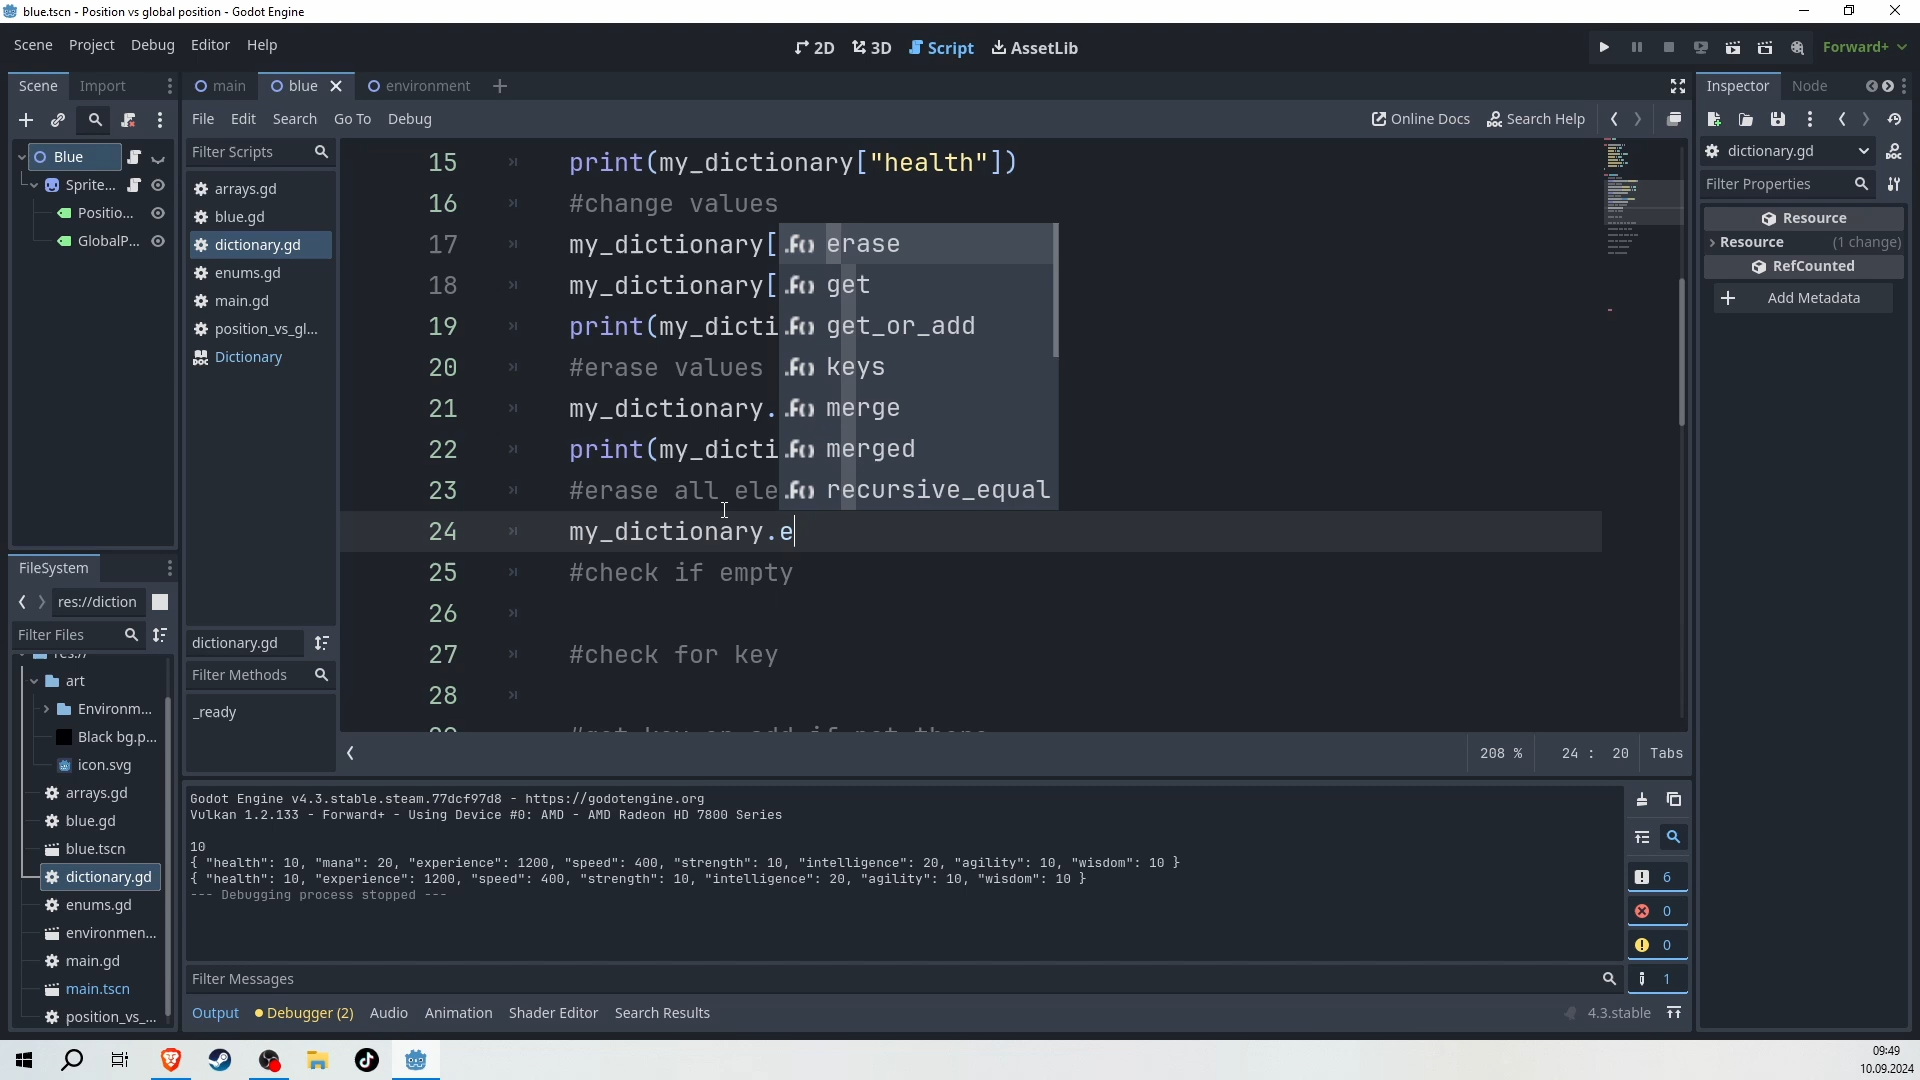 blue.tscn - Position vs global position - Godot Engine
Scene Project Debug Editor Help
2D 3D Script AssetLib
Forward+
Scene Import
main blue environment
Inspector Node
File Edit Search Go To Debug
Online Docs Search Help
Blue
Sprite...
Positio...
GlobalP...
Filter Scripts
arrays.gd
blue.gd
dictionary.gd
enums.gd
main.gd
position_vs_gl...
Dictionary
dictionary.gd
Filter Methods
_ready
15 print(my_dictionary["health"])
16 #change values
17 my_dictionary[
18 my_dictionary[
19 print(my_dicti
20 #erase values
21 my_dictionary.
22 print(my_dicti
23 #erase all ele
24 my_dictionary.e
25 #check if empty
26
27 #check for key
28
erase
get
get_or_add
keys
merge
merged
recursive_equal
208 % 24 : 20 Tabs
dictionary.gd
Filter Properties
Resource
Resource (1 change)
RefCounted
Add Metadata
FileSystem
res://diction
Filter Files
res://
art
Environm...
Black bg.p...
icon.svg
arrays.gd
blue.gd
blue.tscn
dictionary.gd
enums.gd
environmen...
main.gd
main.tscn
position_vs_...
Godot Engine v4.3.stable.steam.77dcf97d8 - https://godotengine.org
Vulkan 1.2.133 - Forward+ - Using Device #0: AMD - AMD Radeon HD 7800 Series
10
{ "health": 10, "mana": 20, "experience": 1200, "speed": 400, "strength": 10, "intelligence": 20, "agility": 10, "wisdom": 10 }
{ "health": 10, "experience": 1200, "speed": 400, "strength": 10, "intelligence": 20, "agility": 10, "wisdom": 10 }
--- Debugging process stopped ---
6
0
0
1
Filter Messages
Output Debugger (2) Audio Animation Shader Editor Search Results
4.3.stable
09:49
10.09.2024